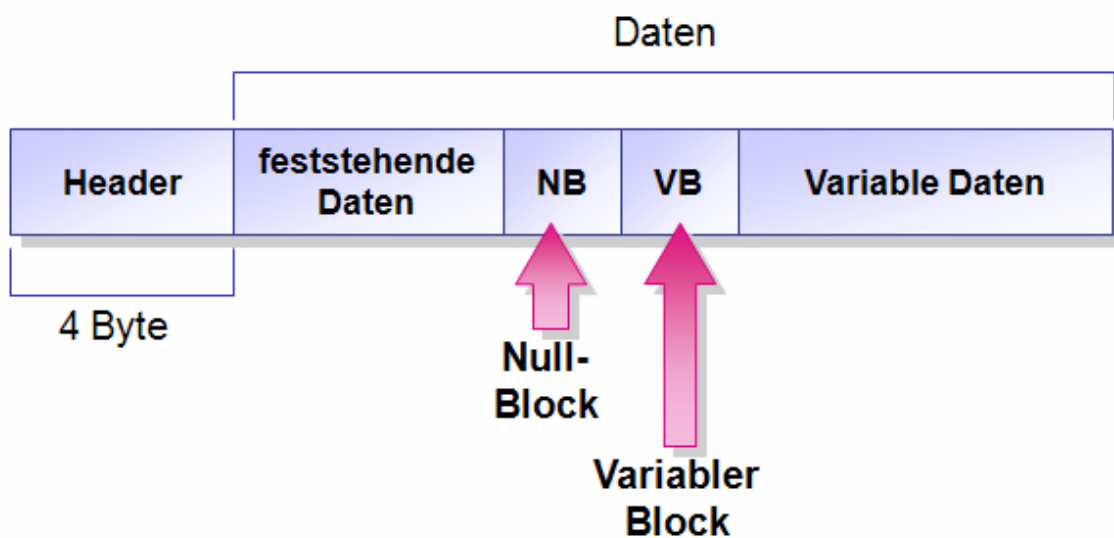 Daten
Header
feststehende
Daten
NB
VB
Variable Daten
4 Byte
Null-
Block
Variabler
Block